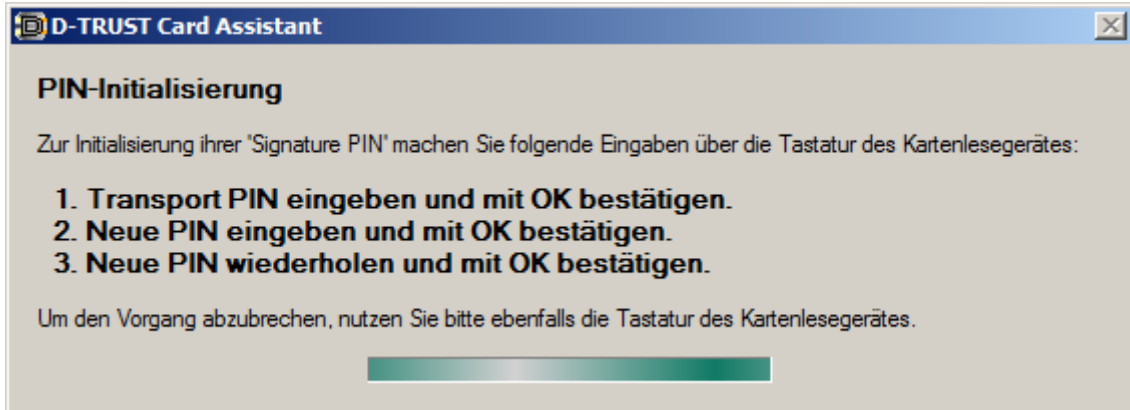 D-TRUST Card Assistant
PIN-Initialisierung
Zur Initialisierung ihrer 'Signature PIN' machen Sie folgende Eingaben über die Tastatur des Kartenlesegerätes:
1. Transport PIN eingeben und mit OK bestätigen.
2. Neue PIN eingeben und mit OK bestätigen.
3. Neue PIN wiederholen und mit OK bestätigen.
Um den Vorgang abzubrechen, nutzen Sie bitte ebenfalls die Tastatur des Kartenlesegerätes.